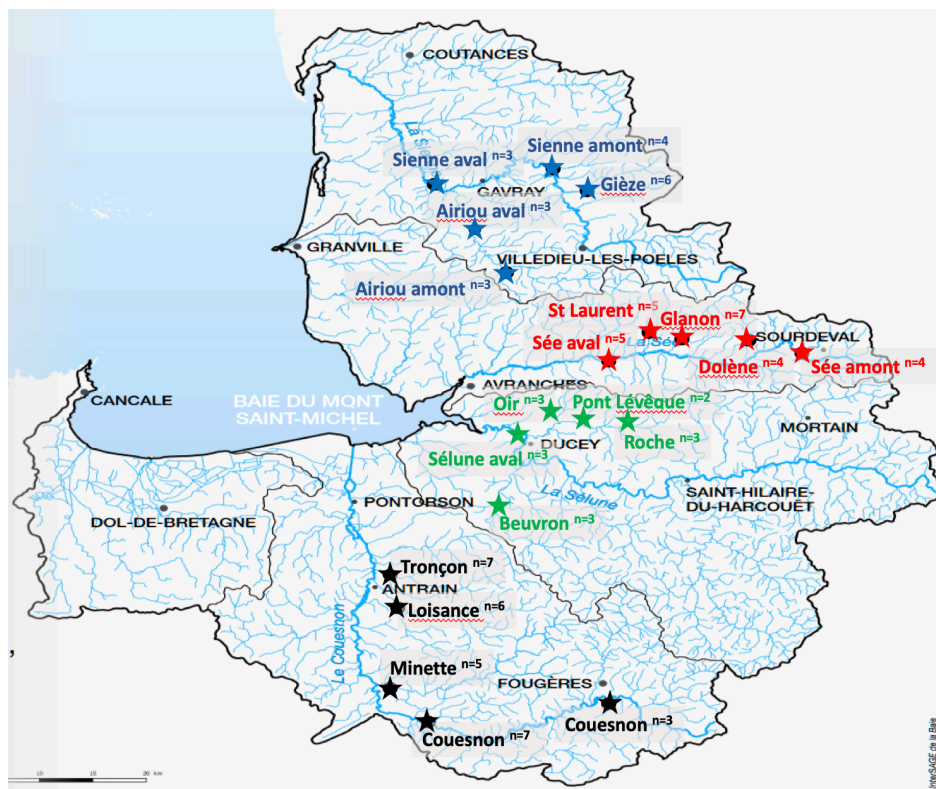 COUTANCES
La Sienne
Sienne amont n=4
Sienne aval n=3
GAVRAY
Gièze n=6
Airiou aval n=3
GRANVILLE
VILLEDIEU-LES-POELES
Airiou amont n=3
St Laurent n=5
Glanon n=7
Sée aval n=5
La Sée
SOURDEVAL
Dolène n=4
Sée amont n=4
AVRANCHES
CANCALE
BAIE DU MONT
SAINT-MICHEL
Oir n=3
Pont Lévêque n=2
MORTAIN
DUCEY
Roche n=3
Sélune aval n=3
La Sélune
SAINT-HILAIRE-
DU-HARCOUËT
PONTORSON
DOL-DE-BRETAGNE
Beuvron n=3
Tronçon n=7
ANTRAIN
Loisance n=6
Le Couesnon
Minette n=5
FOUGÈRES
Couesnon n=3
Couesnon n=7
,
10 15 20 km
InterSAGE de la Baie